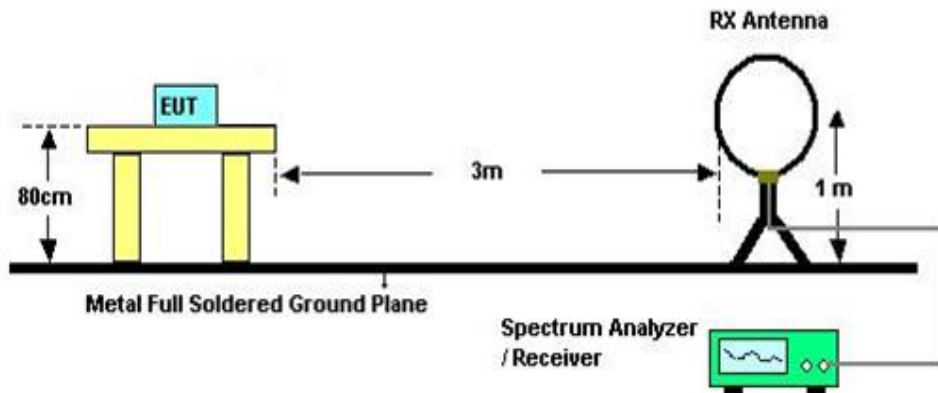 RX Antenna
EUT
80cm
3m
1 m
Metal Full Soldered Ground Plane
Spectrum Analyzer
/ Receiver